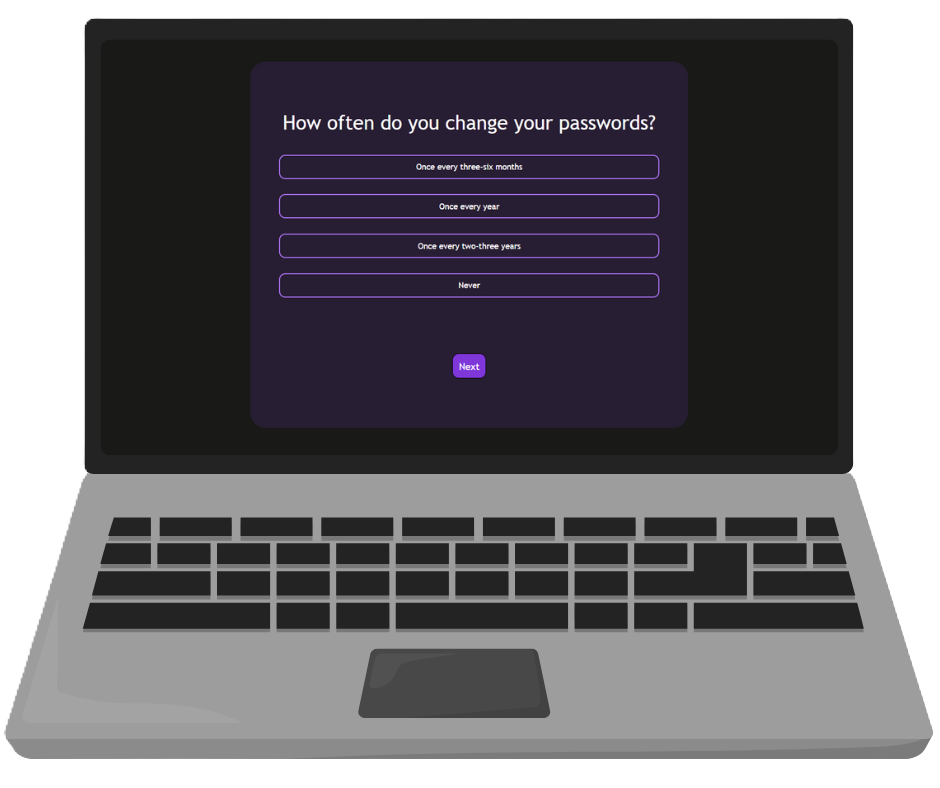 How often do you change your passwords?
Once every three-six months
Once every year
Once every two-three years
Never
Next